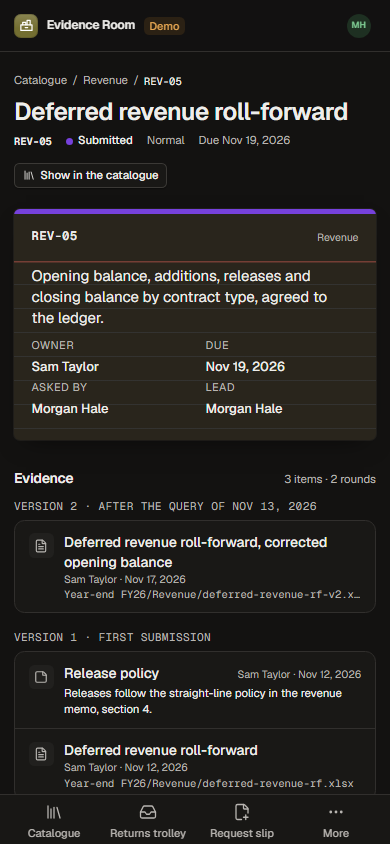 Evidence Room Demo MH
Catalogue / Revenue / REV-05
Deferred revenue roll-forward
REV-05 Submitted Normal Due Nov 19, 2026
Show in the catalogue
REV-05 Revenue
Opening balance, additions, releases and
closing balance by contract type, agreed to
the ledger.
OWNER DUE
Sam Taylor Nov 19, 2026
ASKED BY LEAD
Morgan Hale Morgan Hale
Evidence 3 items · 2 rounds
VERSION 2 · AFTER THE QUERY OF NOV 13, 2026
Deferred revenue roll-forward, corrected
opening balance
Sam Taylor · Nov 17, 2026
Year-end FY26/Revenue/deferred-revenue-rf-v2.x…
VERSION 1 · FIRST SUBMISSION
Release policy Sam Taylor · Nov 12, 2026
Releases follow the straight-line policy in the revenue
memo, section 4.
Deferred revenue roll-forward
Sam Taylor · Nov 12, 2026
Year-end FY26/Revenue/deferred-revenue-rf.xlsx
Catalogue Returns trolley Request slip More